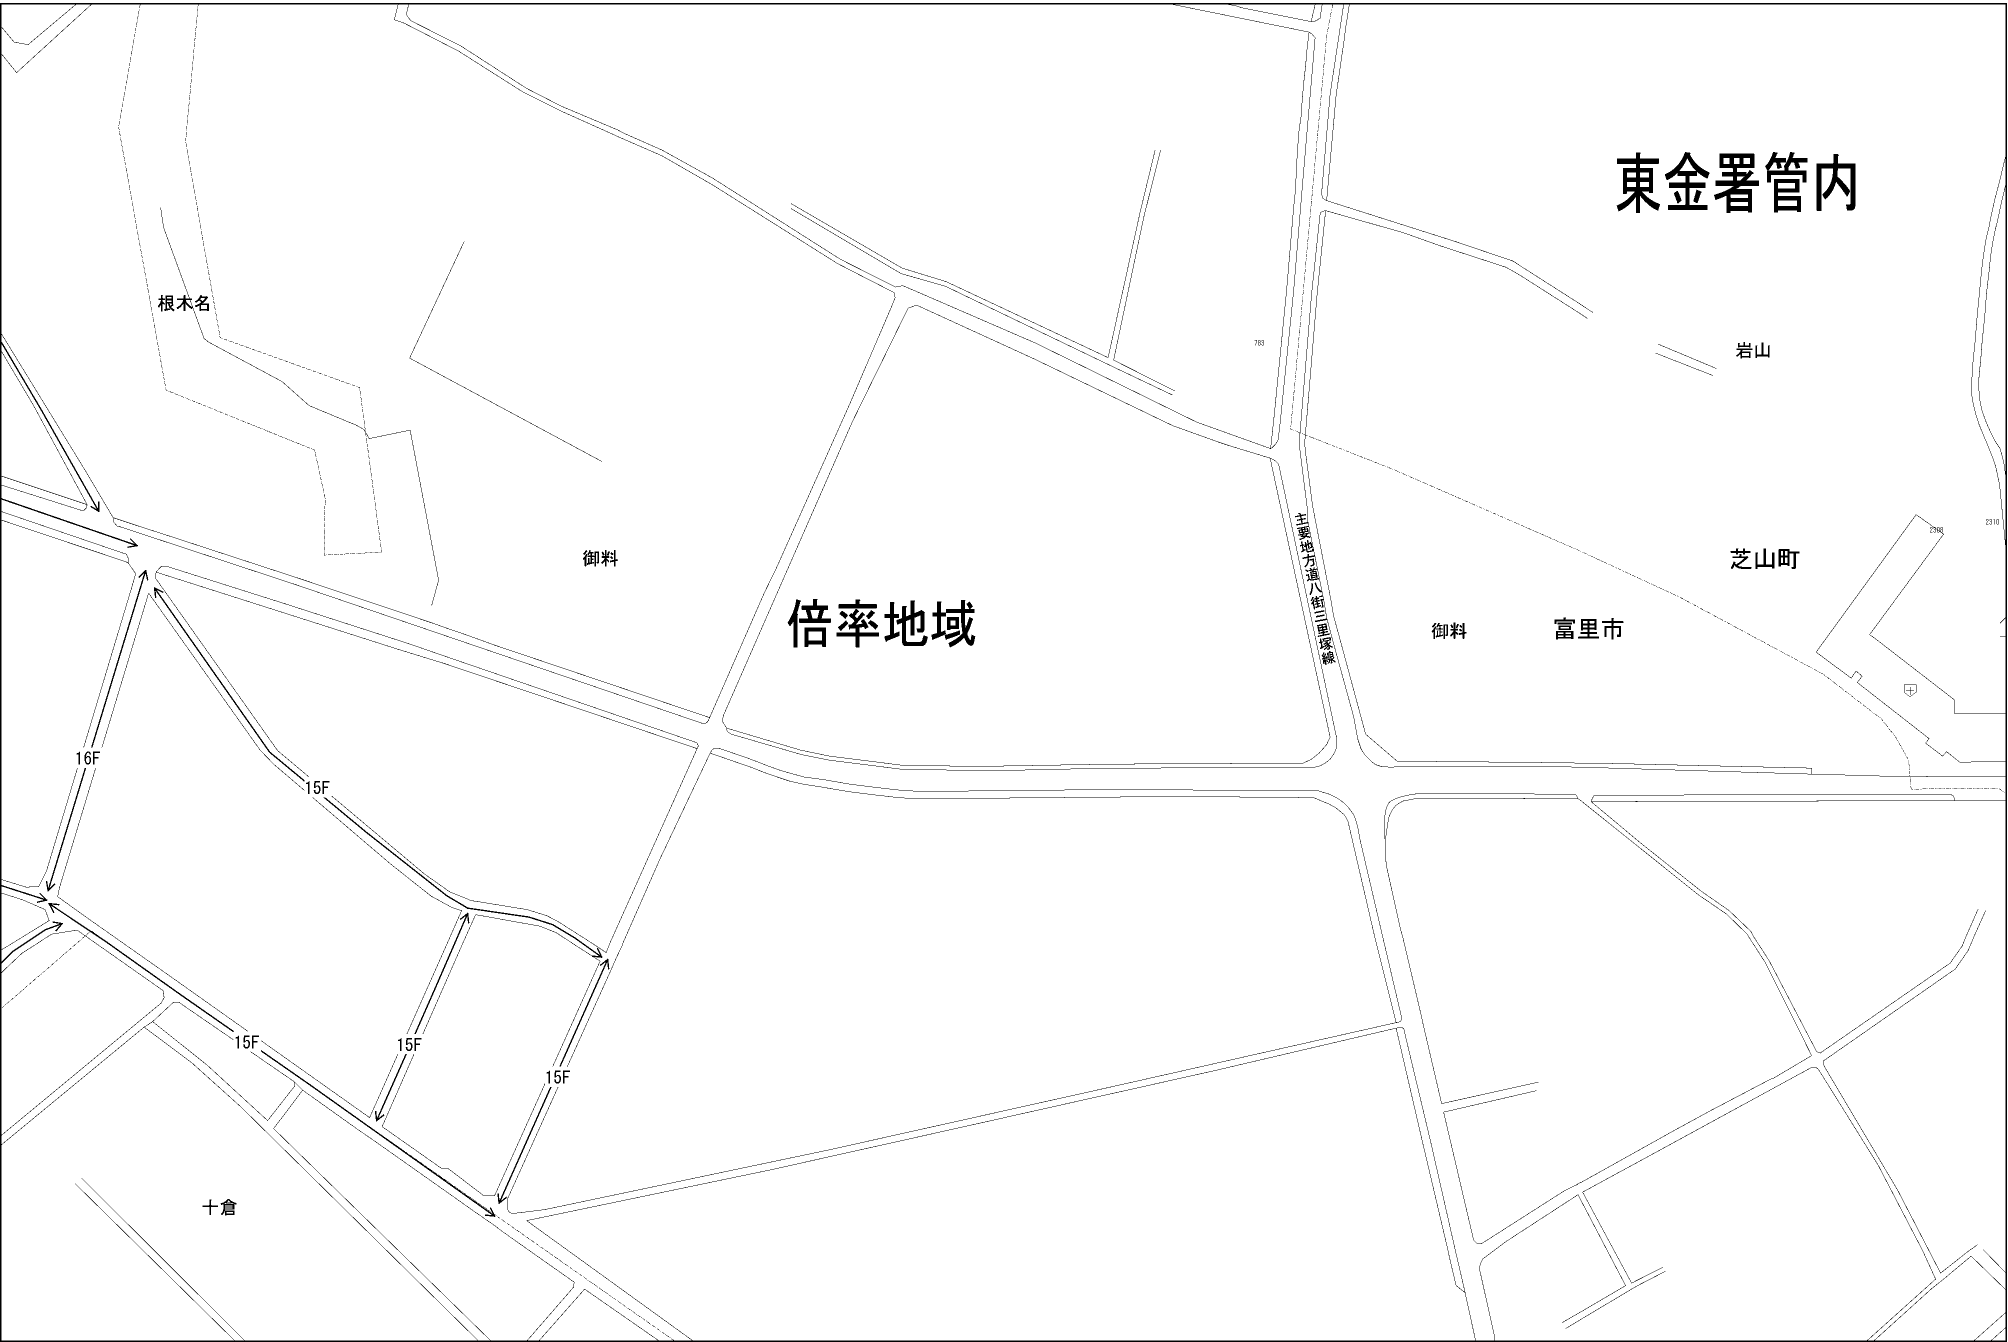 東金署管内
根木名
783
岩山
2308
2310
御料
主要地方道八街三里塚線
芝山町
倍率地域
御料
富里市
16F
15F
15F
15F
15F
十倉